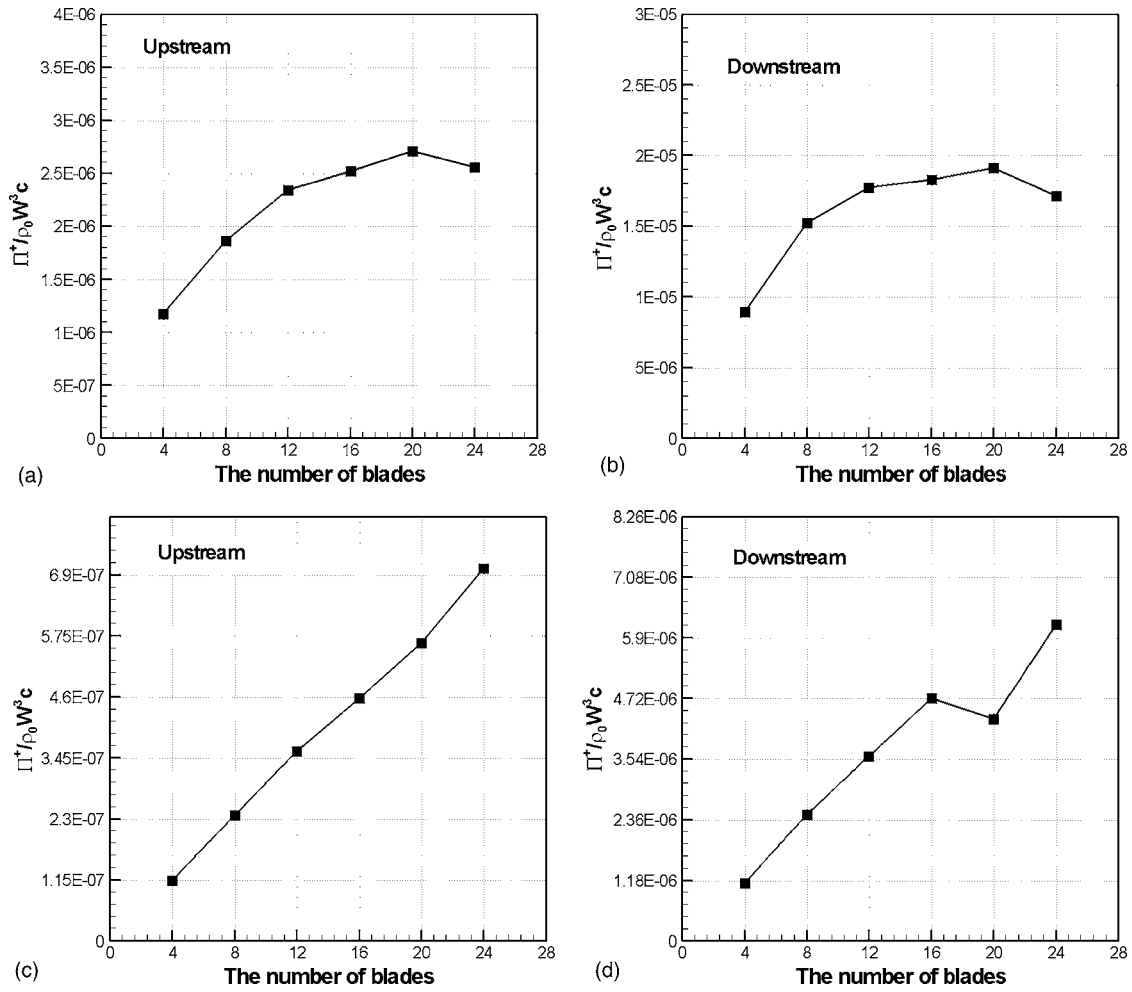 4E-06
3.5E-06
3E-06
2.5E-06
2E-06
1.5E-06
1E-06
5E-07
0
Π⁺/ρ₀W³c
Upstream
0 4 8 12 16 20 24 28
The number of blades
(a)
3E-05
2.5E-05
2E-05
1.5E-05
1E-05
5E-06
0
Π⁺/ρ₀W³c
Downstream
0 4 8 12 16 20 24 28
The number of blades
(b)
6.9E-07
5.75E-07
4.6E-07
3.45E-07
2.3E-07
1.15E-07
0
Π⁺/ρ₀W³c
Upstream
0 4 8 12 16 20 24 28
The number of blades
(c)
8.26E-06
7.08E-06
5.9E-06
4.72E-06
3.54E-06
2.36E-06
1.18E-06
0
Π⁺/ρ₀W³c
Downstream
0 4 8 12 16 20 24 28
The number of blades
(d)